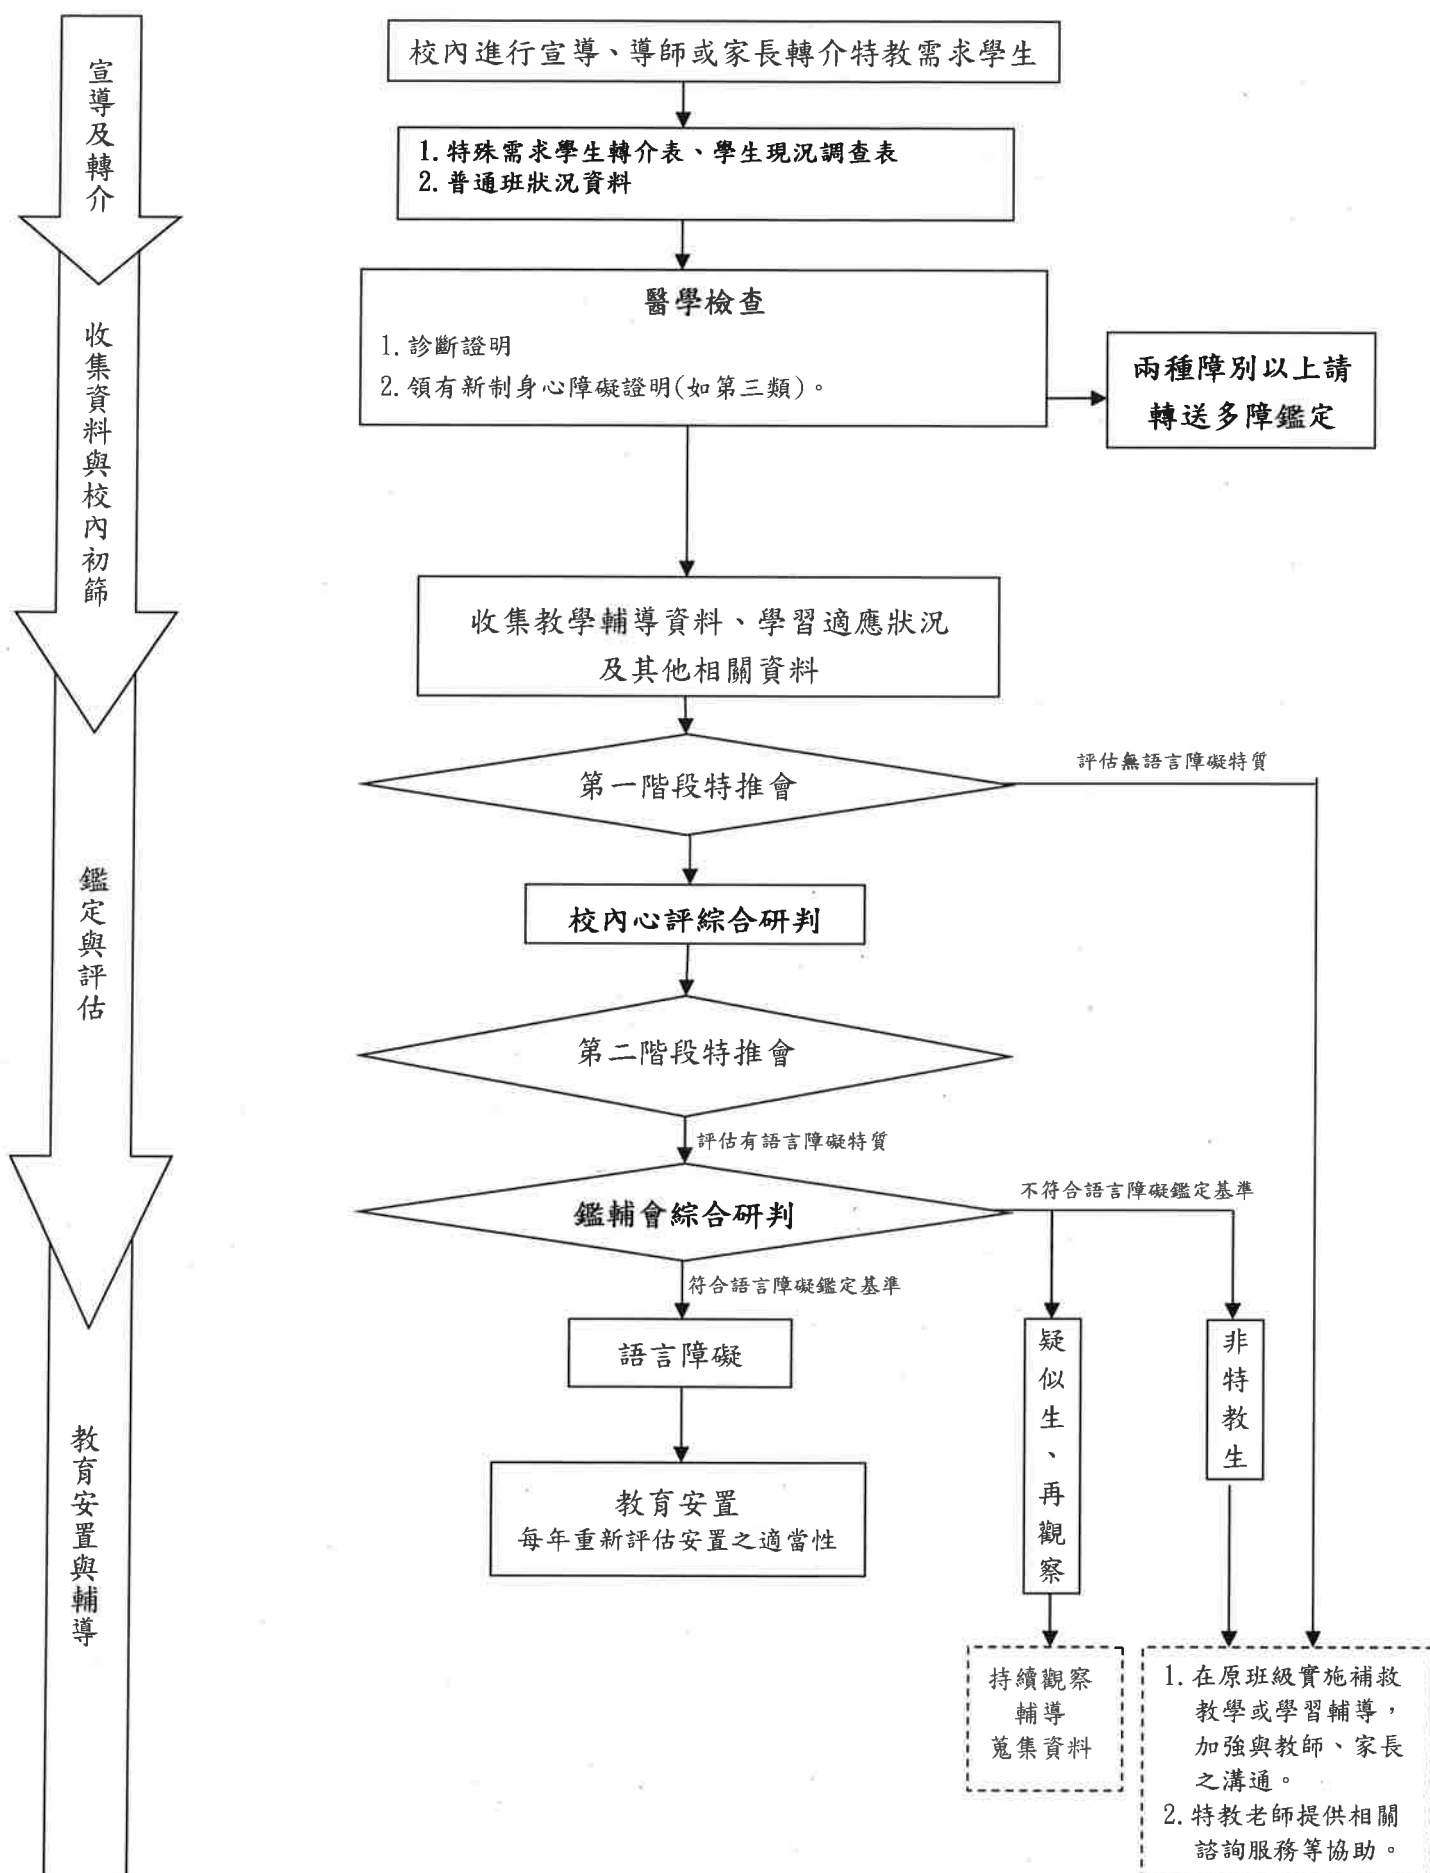 宣導及轉介
收集資料與校內初篩
鑑定與評估
教育安置與輔導
校內進行宣導、導師或家長轉介特教需求學生
1. 特殊需求學生轉介表、學生現況調查表
2. 普通班狀況資料
醫學檢查
1. 診斷證明
2. 領有新制身心障礙證明(如第三類)。
兩種障別以上請
轉送多障鑑定
收集教學輔導資料、學習適應狀況
及其他相關資料
第一階段特推會
評估無語言障礙特質
校內心評綜合研判
第二階段特推會
評估有語言障礙特質
鑑輔會綜合研判
不符合語言障礙鑑定基準
符合語言障礙鑑定基準
語言障礙
疑似生、再觀察
非特教生
教育安置
每年重新評估安置之適當性
持續觀察
輔導
蒐集資料
1. 在原班級實施補救
教學或學習輔導，
加強與教師、家長
之溝通。
2. 特教老師提供相關
諮詢服務等協助。